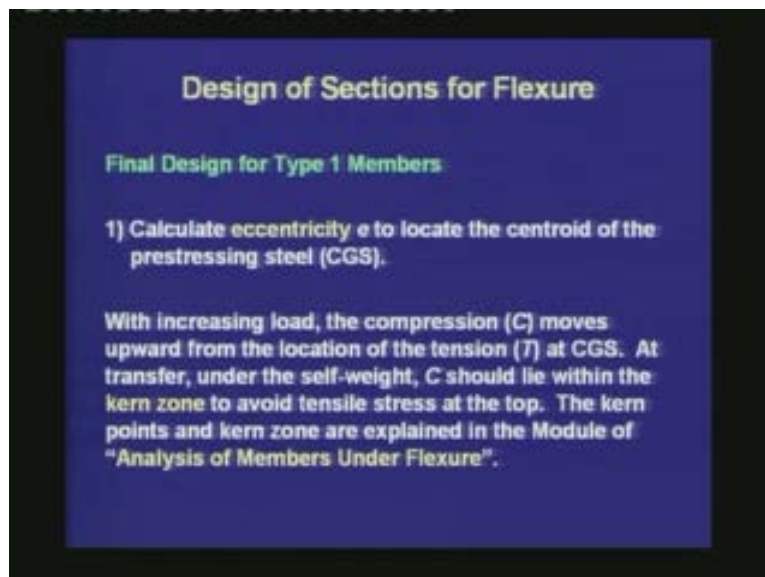 Design of Sections for Flexure
Final Design for Type 1 Members
1) Calculate eccentricity e to locate the centroid of the
prestressing steel (CGS).
With increasing load, the compression (C) moves
upward from the location of the tension (T) at CGS. At
transfer, under the self-weight, C should lie within the
kern zone to avoid tensile stress at the top. The kern
points and kern zone are explained in the Module of
"Analysis of Members Under Flexure".